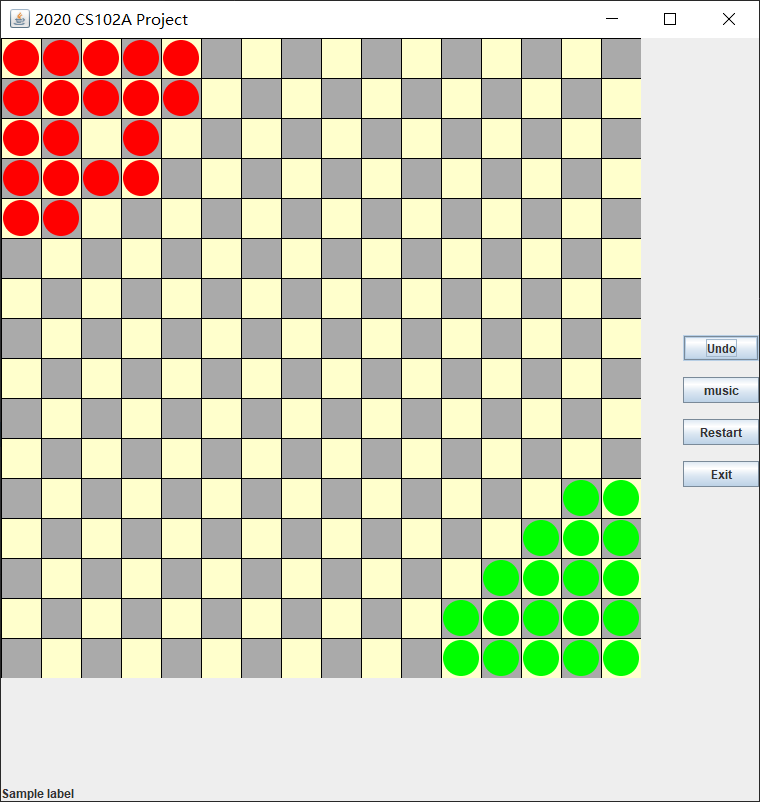 2020 CS102A Project
Undo
music
Restart
Exit
Sample label